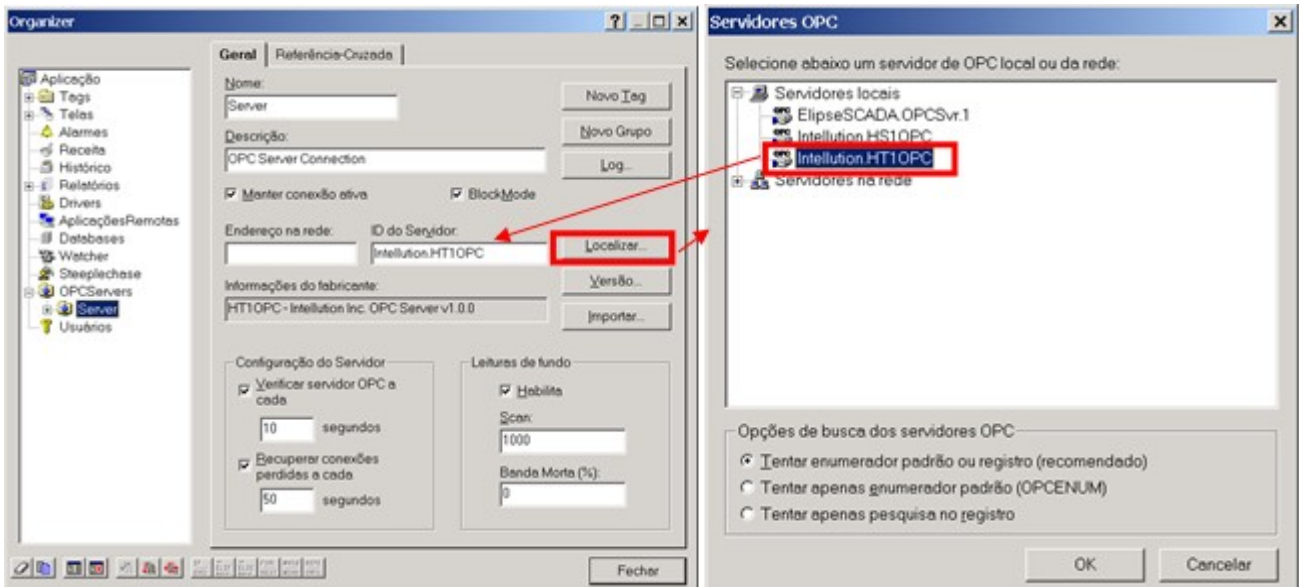 Organizer
Aplicação
Tags
Telas
Alarmes
Receita
Histórico
Relatórios
Drivers
AplicaçõesRemotas
Databases
Watcher
Steeplechase
OPCServers
Server
Usuários
Geral
Referência-Cruzada
Nome:
Server
Novo Tag
Descrição:
Novo Grupo
OPC Server Connection
Log...
Manter conexão ativa
BlockMode
Endereço na rede:
ID do Servidor:
Intellution.HT1OPC
Localizar...
Informações do fabricante:
Versão...
HT1OPC - Intellution Inc. OPC Server v1.0.0
Importar...
Configuração do Servidor
Verificar servidor OPC a
cada
10 segundos
Recuperar conexões
perdidas a cada
50 segundos
Leituras de fundo
Habilita
Scan:
1000
Banda Morta (%):
0
Fechar
Servidores OPC
Selecione abaixo um servidor de OPC local ou da rede:
Servidores locais
ElipseSCADA.OPCSvr.1
Intellution.HS1OPC
Intellution.HT1OPC
Servidores na rede
Opções de busca dos servidores OPC
Tentar enumerador padrão ou registro (recomendado)
Tentar apenas enumerador padrão (OPCENUM)
Tentar apenas pesquisa no registro
OK
Cancelar